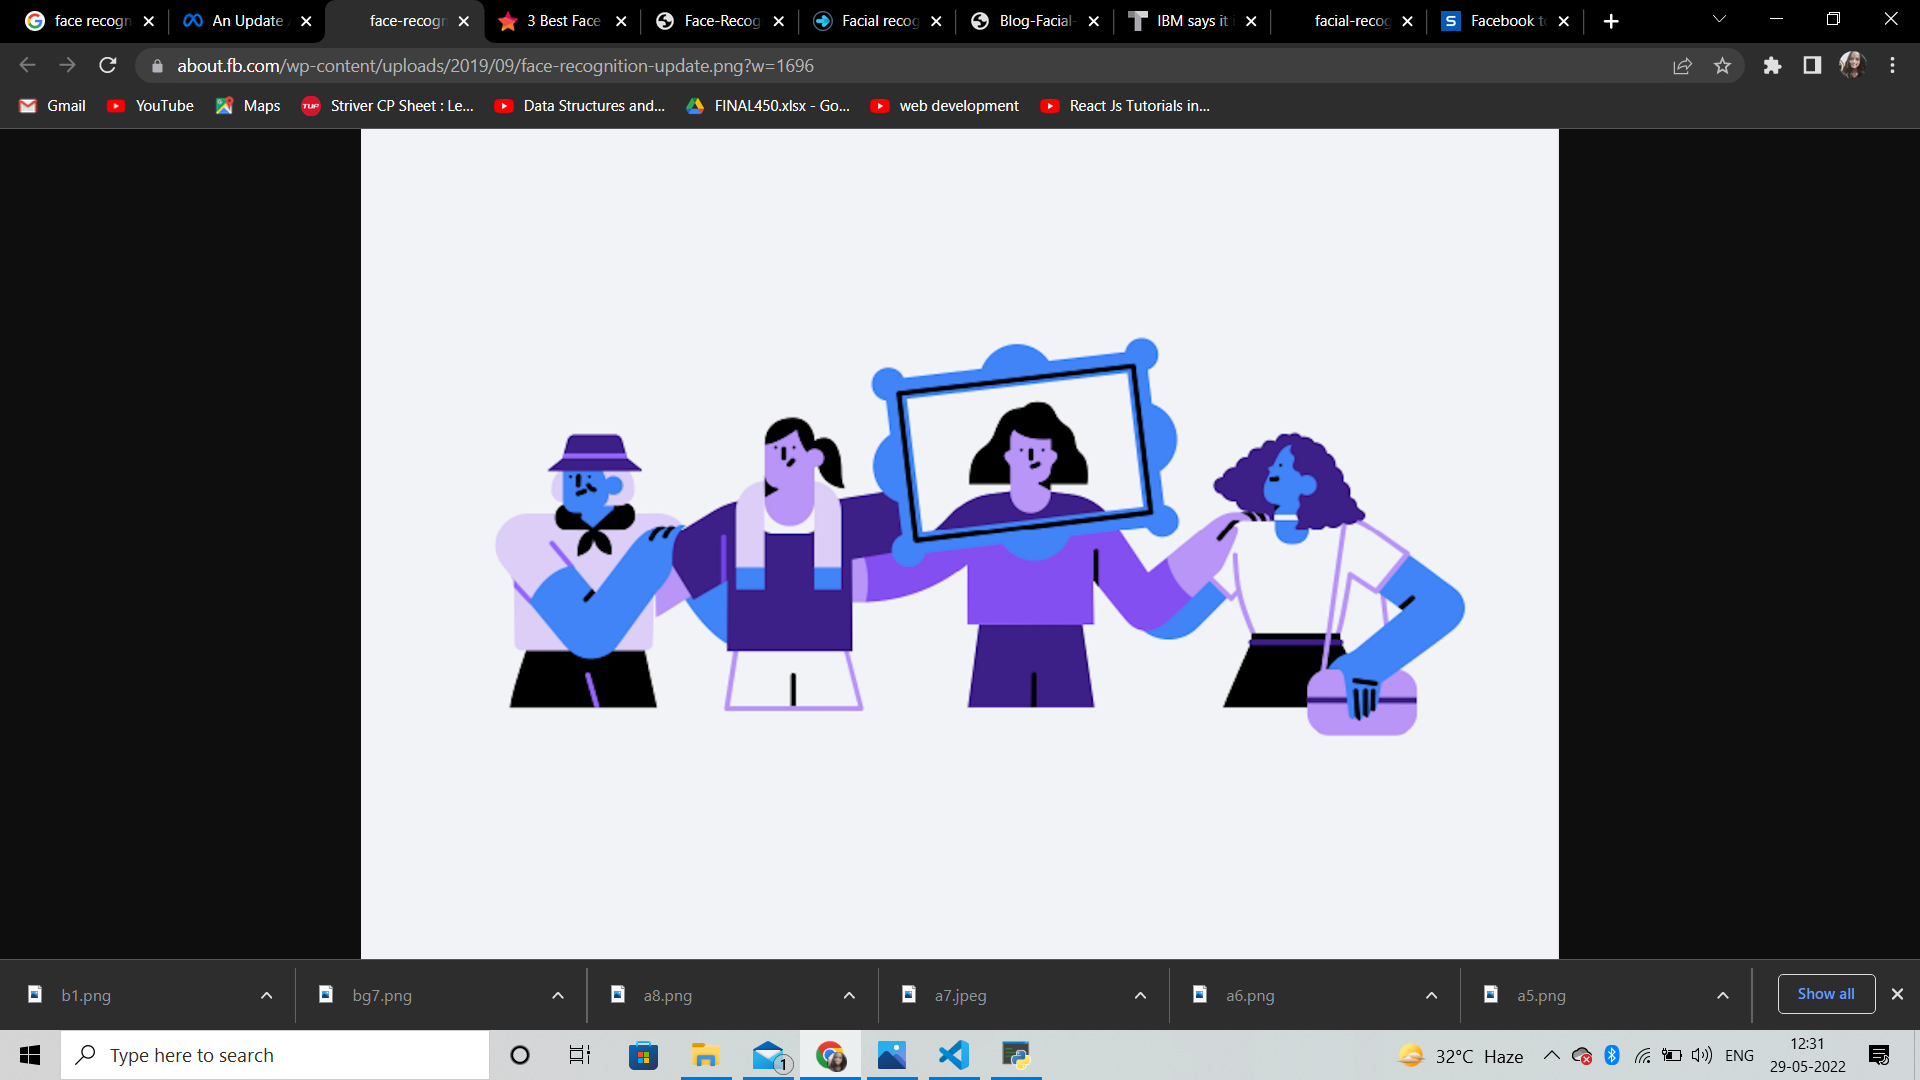 face recogn
An Update
face-recogn
3 Best Face
Face-Recog
Facial recog
Blog-Facial-
IBM says it i
facial-recog
Facebook to
about.fb.com/wp-content/uploads/2019/09/face-recognition-update.png?w=1696
Gmail
YouTube
Maps
TUF
Striver CP Sheet : Le...
Data Structures and...
FINAL450.xlsx - Go...
web development
React Js Tutorials in...
b1.png
bg7.png
a8.png
a7.jpeg
a6.png
a5.png
Show all
Type here to search
1
32°C Haze
ENG
12:31
29-05-2022